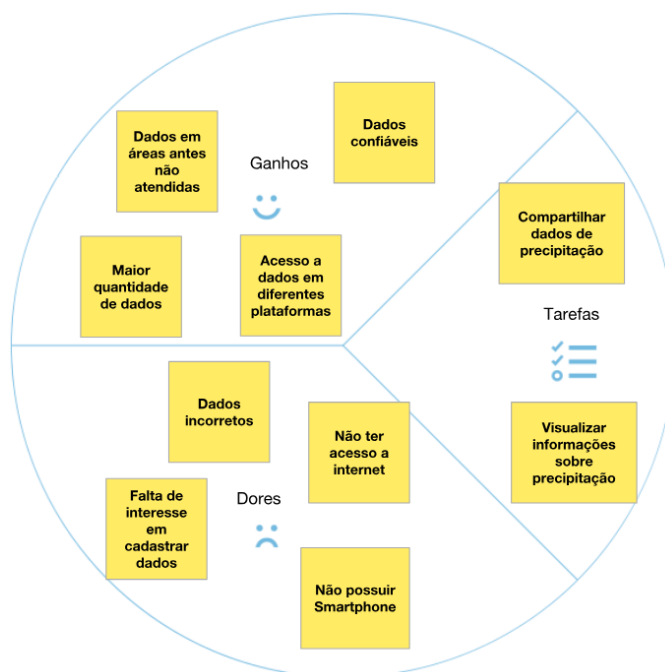 Dados em
áreas antes
não
atendidas
Ganhos
Dados
confiáveis
Maior
quantidade
de dados
Acesso a
dados em
diferentes
plataformas
Compartilhar
dados de
precipitação
Tarefas
Visualizar
informações
sobre
precipitação
Dados
incorretos
Não ter
acesso a
internet
Falta de
interesse
em
cadastrar
dados
Dores
Não possuir
Smartphone